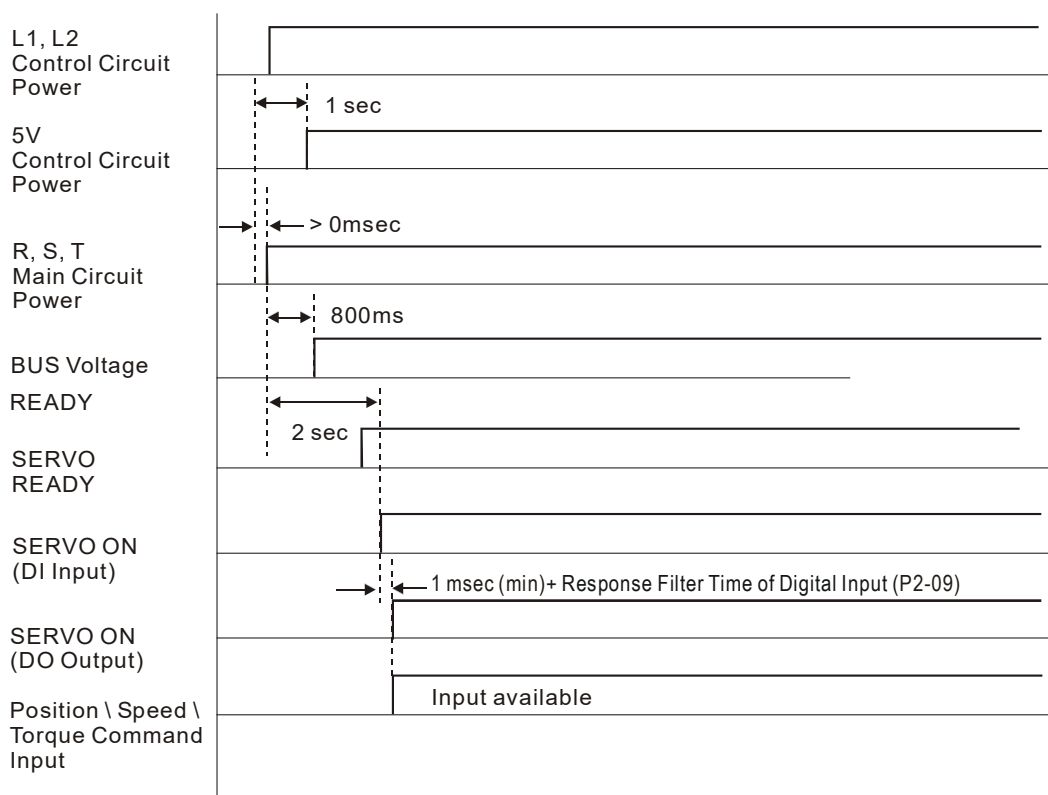 L1, L2
Control Circuit
Power
1 sec
5V
Control Circuit
Power
> 0msec
R, S, T
Main Circuit
Power
800ms
BUS Voltage
READY
2 sec
SERVO
READY
SERVO ON
(DI Input)
1 msec (min)+ Response Filter Time of Digital Input (P2-09)
SERVO ON
(DO Output)
Input available
Position \ Speed \
Torque Command
Input